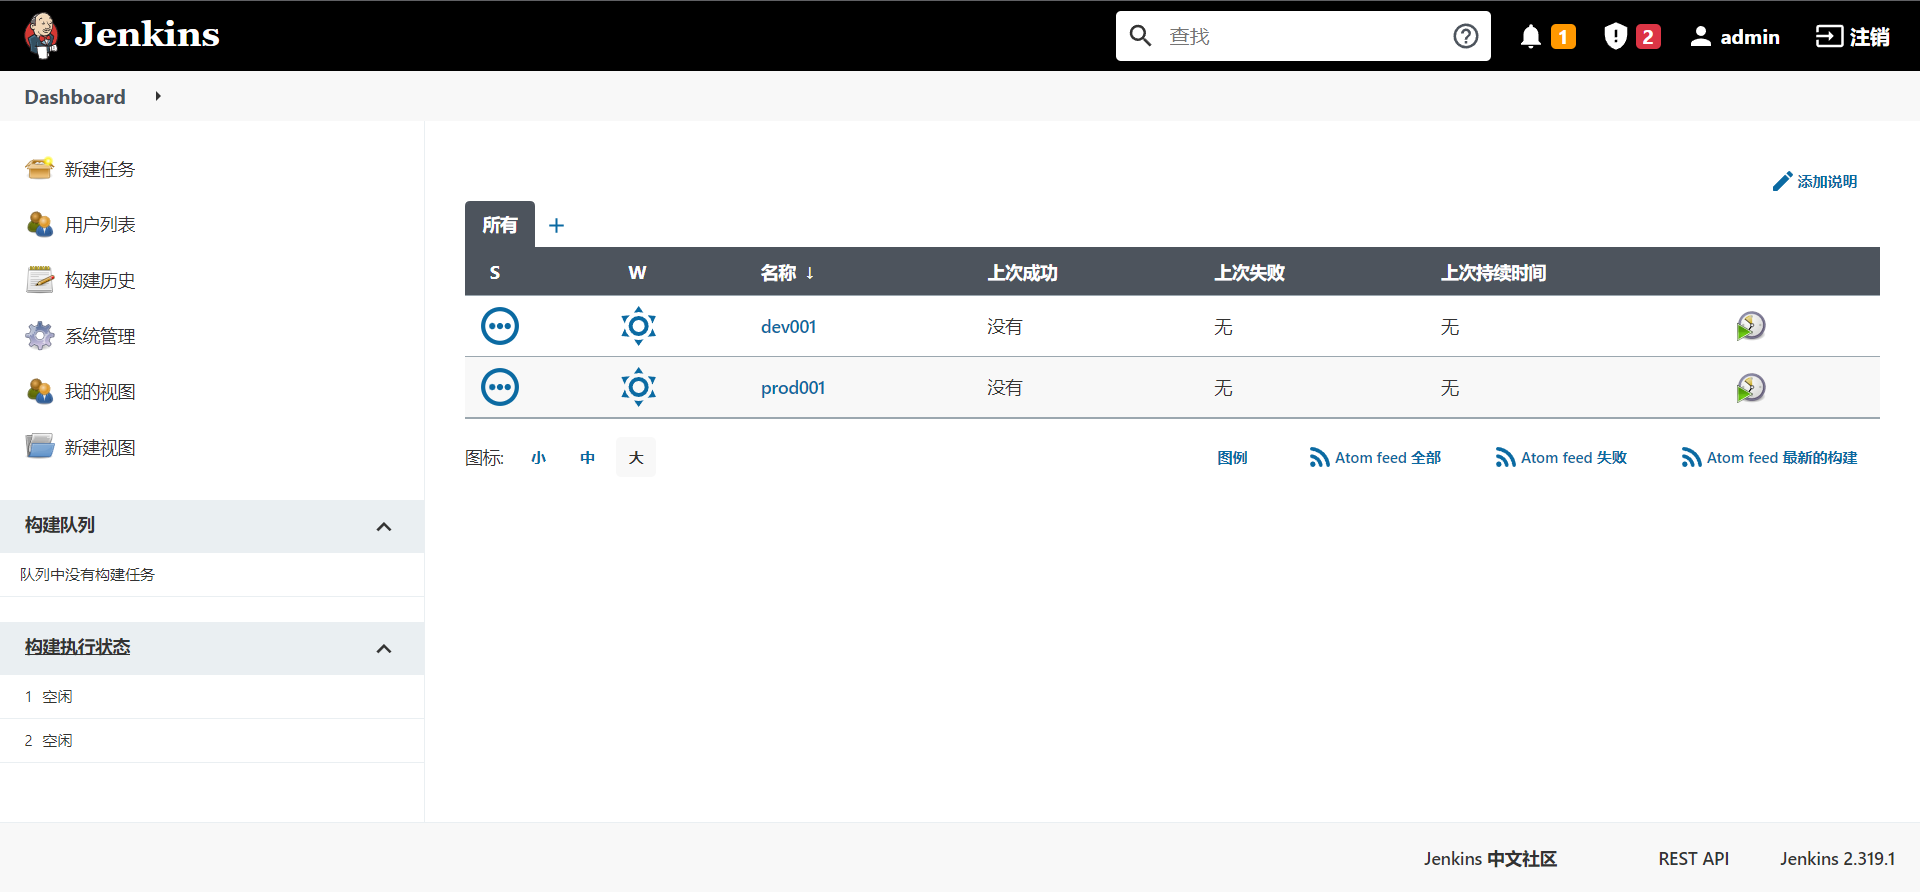 Jenkins
查找
1
2
admin
注销
Dashboard
新建任务
用户列表
构建历史
系统管理
我的视图
新建视图
构建队列
队列中没有构建任务
构建执行状态
1 空闲
2 空闲
添加说明
所有 +
S W 名称 ↓ 上次成功 上次失败 上次持续时间
dev001 没有 无 无
prod001 没有 无 无
图标: 小 中 大
图例 Atom feed 全部 Atom feed 失败 Atom feed 最新的构建
Jenkins 中文社区 REST API Jenkins 2.319.1